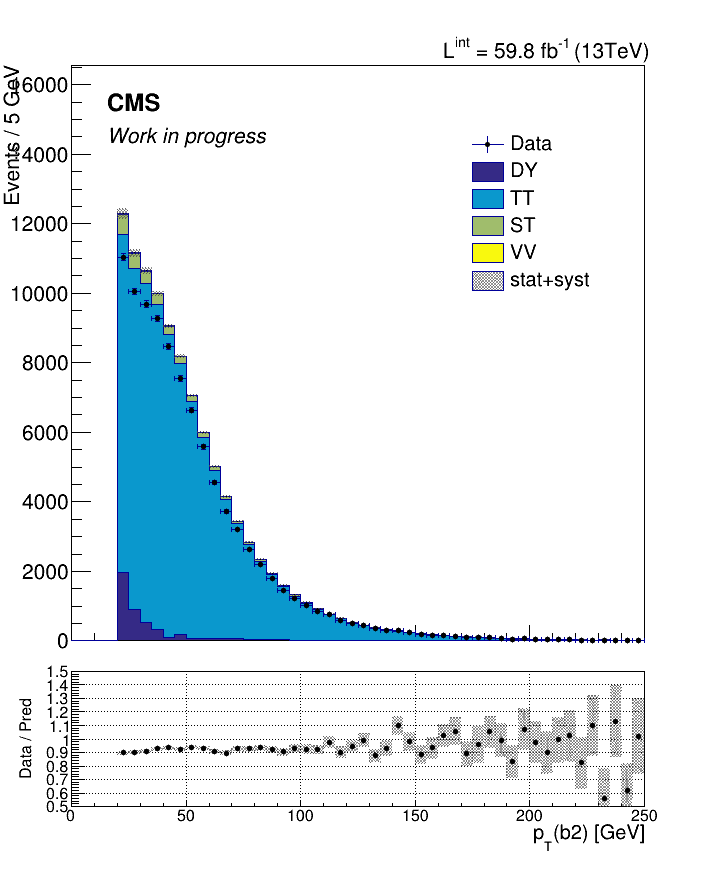 L^int = 59.8 fb^-1 (13TeV)
Events / 5 GeV
16000
14000
12000
10000
8000
6000
4000
2000
0
CMS
Work in progress
Data
DY
TT
ST
VV
stat+syst
Data / Pred
1.5
1.4
1.3
1.2
1.1
1
0.9
0.8
0.7
0.6
0.5
0 50 100 150 200 250
p_T(b2) [GeV]